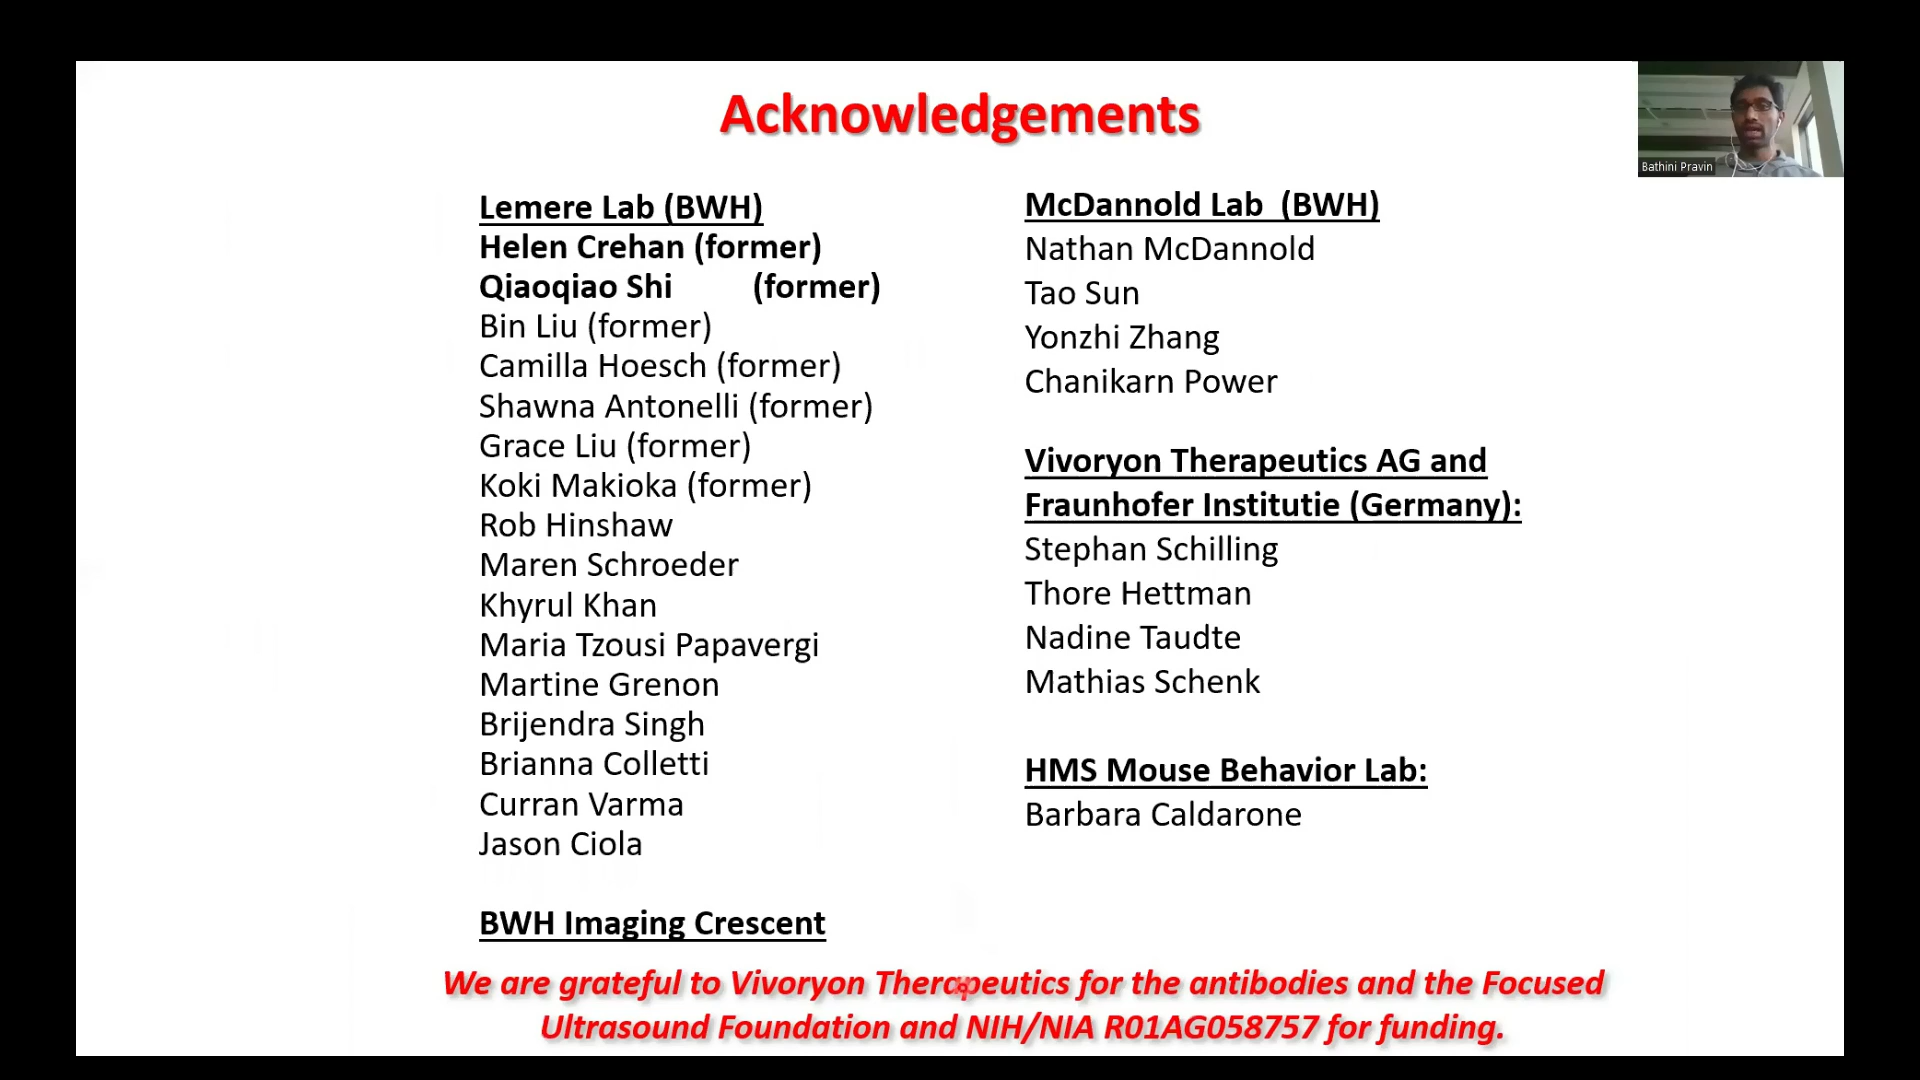 Acknowledgements
Bathini Pravin
Lemere Lab (BWH)
Helen Crehan (former)
Qiaoqiao Shi (former)
Bin Liu (former)
Camilla Hoesch (former)
Shawna Antonelli (former)
Grace Liu (former)
Koki Makioka (former)
Rob Hinshaw
Maren Schroeder
Khyrul Khan
Maria Tzousi Papavergi
Martine Grenon
Brijendra Singh
Brianna Colletti
Curran Varma
Jason Ciola
BWH Imaging Crescent
McDannold Lab (BWH)
Nathan McDannold
Tao Sun
Yonzhi Zhang
Chanikarn Power
Vivoryon Therapeutics AG and
Fraunhofer Institutie (Germany):
Stephan Schilling
Thore Hettman
Nadine Taudte
Mathias Schenk
HMS Mouse Behavior Lab:
Barbara Caldarone
We are grateful to Vivoryon Therapeutics for the antibodies and the Focused
Ultrasound Foundation and NIH/NIA R01AG058757 for funding.